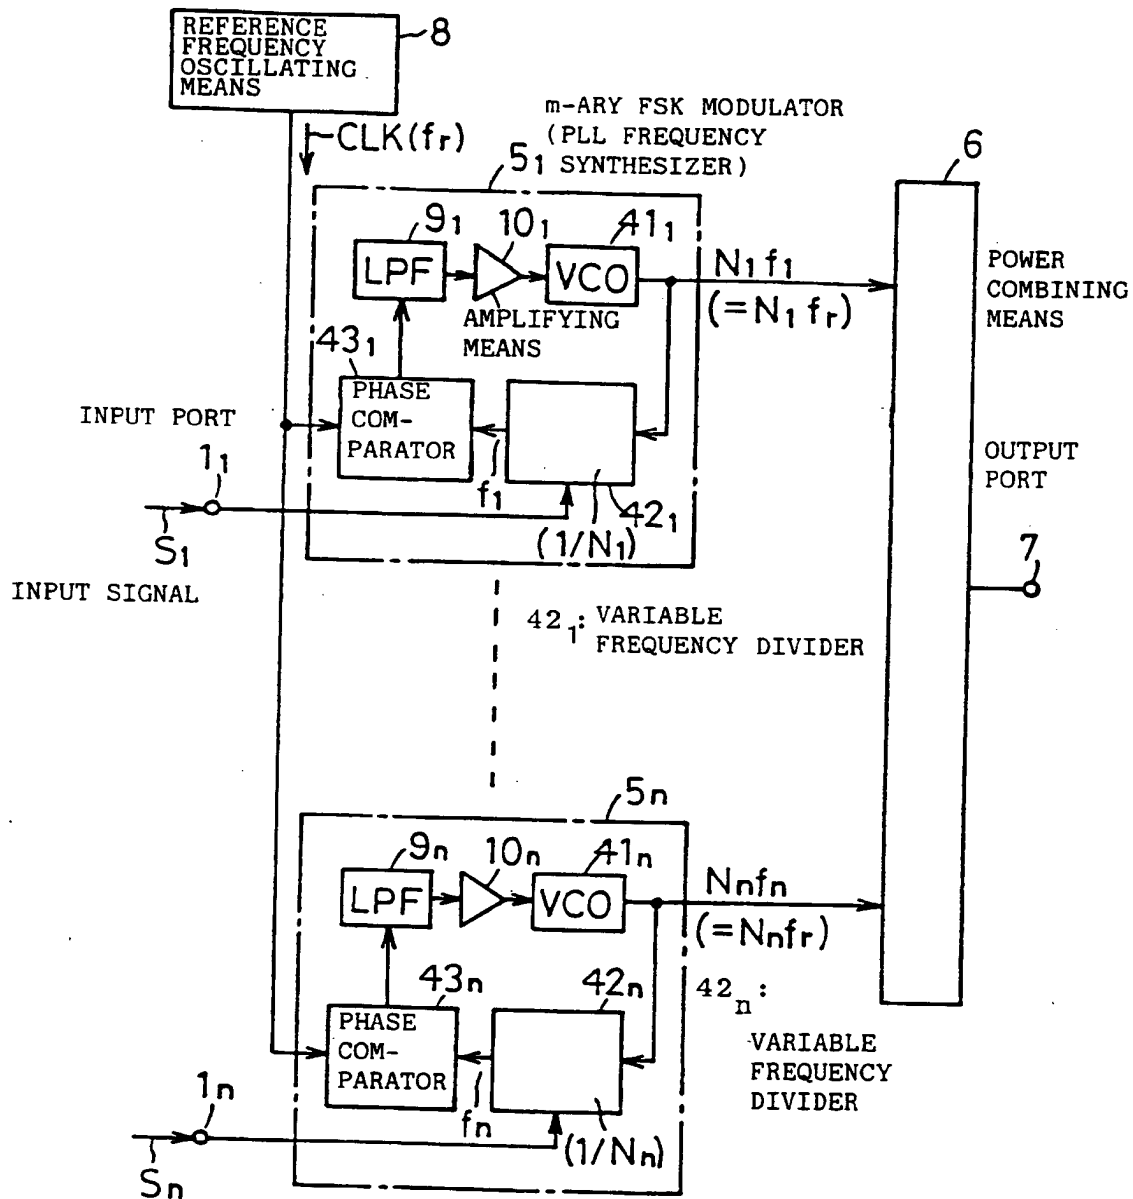 REFERENCE
FREQUENCY
OSCILLATING
MEANS
8
CLK(fr)
m-ARY FSK MODULATOR
(PLL FREQUENCY
SYNTHESIZER)
5₁
6
9₁
10₁
41₁
LPF
VCO
N₁f₁
(=N₁fr)
POWER
COMBINING
MEANS
AMPLIFYING
MEANS
43₁
PHASE
COM-
PARATOR
INPUT PORT
1₁
f₁
42₁
(1/N₁)
S₁
INPUT SIGNAL
OUTPUT
PORT
7
42₁: VARIABLE
FREQUENCY DIVIDER
5n
9n
10n
41n
LPF
VCO
Nnfn
(=Nnfr)
43n
42n
PHASE
COM-
PARATOR
42n:
VARIABLE
FREQUENCY
DIVIDER
1n
fn
(1/Nn)
Sn